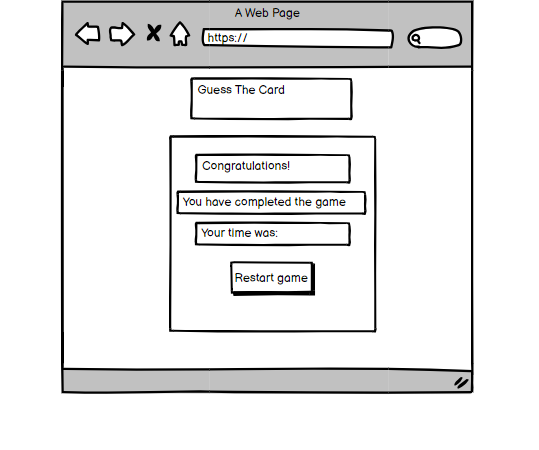 A Web Page
https://
Guess The Card
Congratulations!
You have completed the game
Your time was:
Restart game